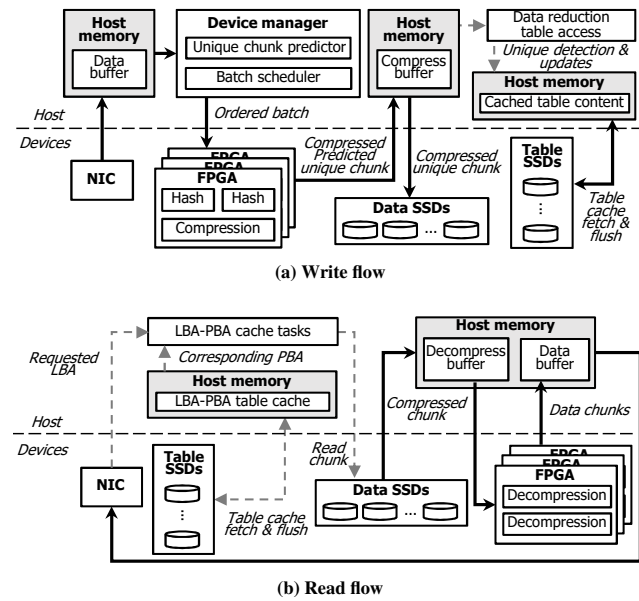 Host memory
Data buffer
Device manager
Unique chunk predictor
Batch scheduler
Host memory
Compress buffer
Data reduction table access
Unique detection & updates
Host memory
Cached table content
Host
Devices
Ordered batch
NIC
FPGA
FPGA
FPGA
Hash
Hash
Compression
Compressed
Predicted
unique chunk
Compressed
unique chunk
Data SSDs
...
Table
SSDs
Table
cache
fetch &
flush
(a) Write flow
LBA-PBA cache tasks
Requested
LBA
Corresponding PBA
Host memory
LBA-PBA table cache
Host memory
Decompress
buffer
Data
buffer
Compressed
chunk
Data chunks
Host
Devices
NIC
Table
SSDs
Table cache
fetch & flush
Read
chunk
Data SSDs
...
FPGA
FPGA
FPGA
Decompression
Decompression
(b) Read flow